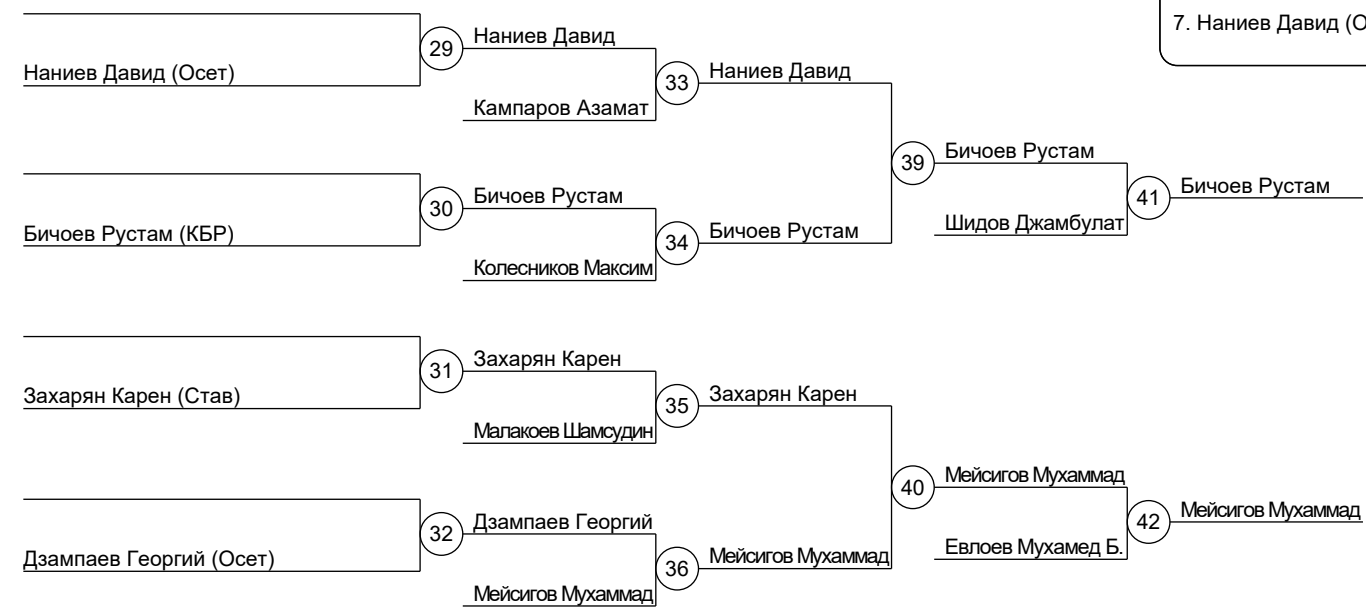 7. Наниев Давид (О
29
Наниев Давид
Наниев Давид (Осет)
33
Наниев Давид
Кампаров Азамат
39
Бичоев Рустам
30
Бичоев Рустам
41
Бичоев Рустам
Бичоев Рустам (КБР)
34
Бичоев Рустам
Шидов Джамбулат
Колесников Максим
31
Захарян Карен
Захарян Карен (Став)
35
Захарян Карен
Малакоев Шамсудин
40
Мейсигов Мухаммад
32
Дзампаев Георгий
42
Мейсигов Мухаммад
Дзампаев Георгий (Осет)
36
Мейсигов Мухаммад
Евлоев Мухамед Б.
Мейсигов Мухаммад